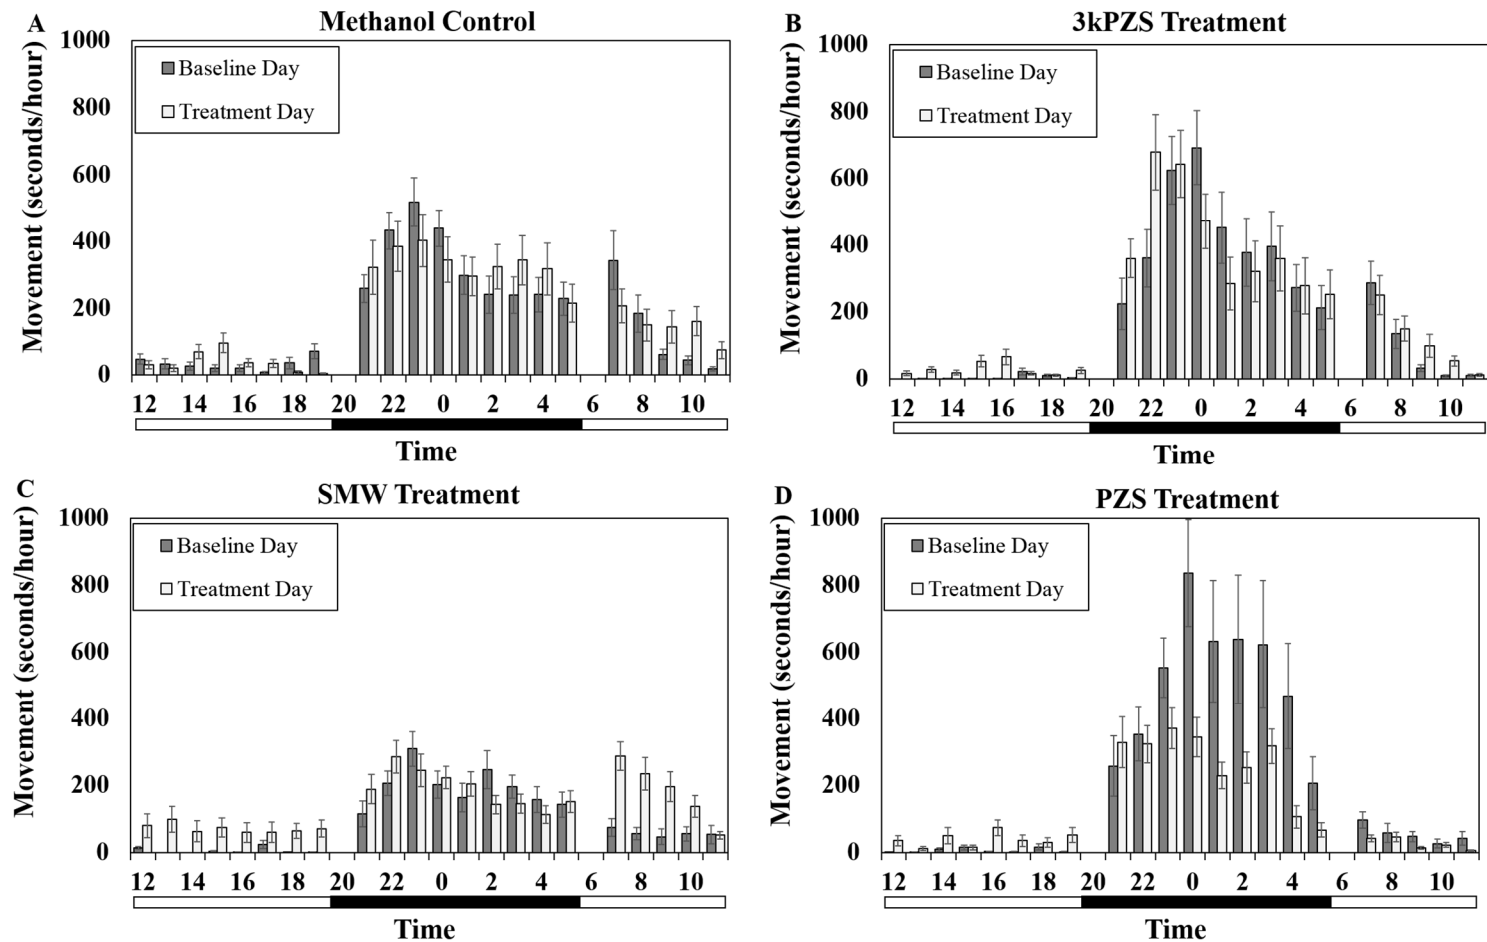 A
Methanol Control
Movement (seconds/hour)
1000
800
600
400
200
0
Baseline Day
Treatment Day
12 14 16 18 20 22 0 2 4 6 8 10
Time
B
3kPZS Treatment
Movement (seconds/hour)
1000
800
600
400
200
0
Baseline Day
Treatment Day
12 14 16 18 20 22 0 2 4 6 8 10
Time
C
SMW Treatment
Movement (seconds/hour)
1000
800
600
400
200
0
Baseline Day
Treatment Day
12 14 16 18 20 22 0 2 4 6 8 10
Time
D
PZS Treatment
Movement (seconds/hour)
1000
800
600
400
200
0
Baseline Day
Treatment Day
12 14 16 18 20 22 0 2 4 6 8 10
Time